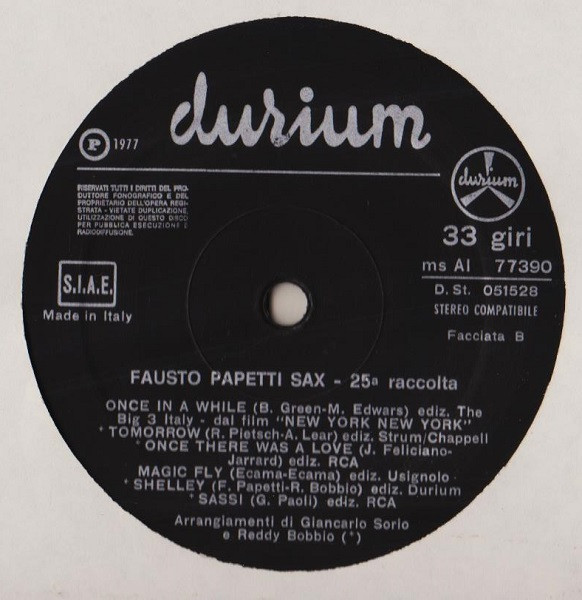 durium
P 1977
RISERVATI TUTTI I DIRITTI DEL PRO-
DUTTORE FONOGRAFICO E DEL
PROPRIETARIO DELL'OPERA REGI-
STRATA - VIETATE DUPLICAZIONE,
UTILIZZAZIONE DI QUESTO DISCO
PER PUBBLICA ESECUZIONE E
RADIODIFFUSIONE.
durium
33 giri
ms AI 77390
S.I.A.E.
D. St. 051528
Made in Italy
STEREO COMPATIBILE
Facciata B
FAUSTO PAPETTI SAX - 25ª raccolta
ONCE IN A WHILE (B. Green-M. Edwars) ediz. The
Big 3 Italy - dal film "NEW YORK NEW YORK"
* TOMORROW (R. Pietsch-A. Lear) ediz. Strum/Chappell
* ONCE THERE WAS A LOVE (J. Feliciano-
Jarrard) ediz. RCA
MAGIC FLY (Ecama-Ecama) ediz. Usignolo
* SHELLEY (F. Papetti-R. Bobbio) ediz. Durium
* SASSI (G. Paoli) ediz. RCA
Arrangiamenti di Giancarlo Sorio
e Reddy Bobbio (*)